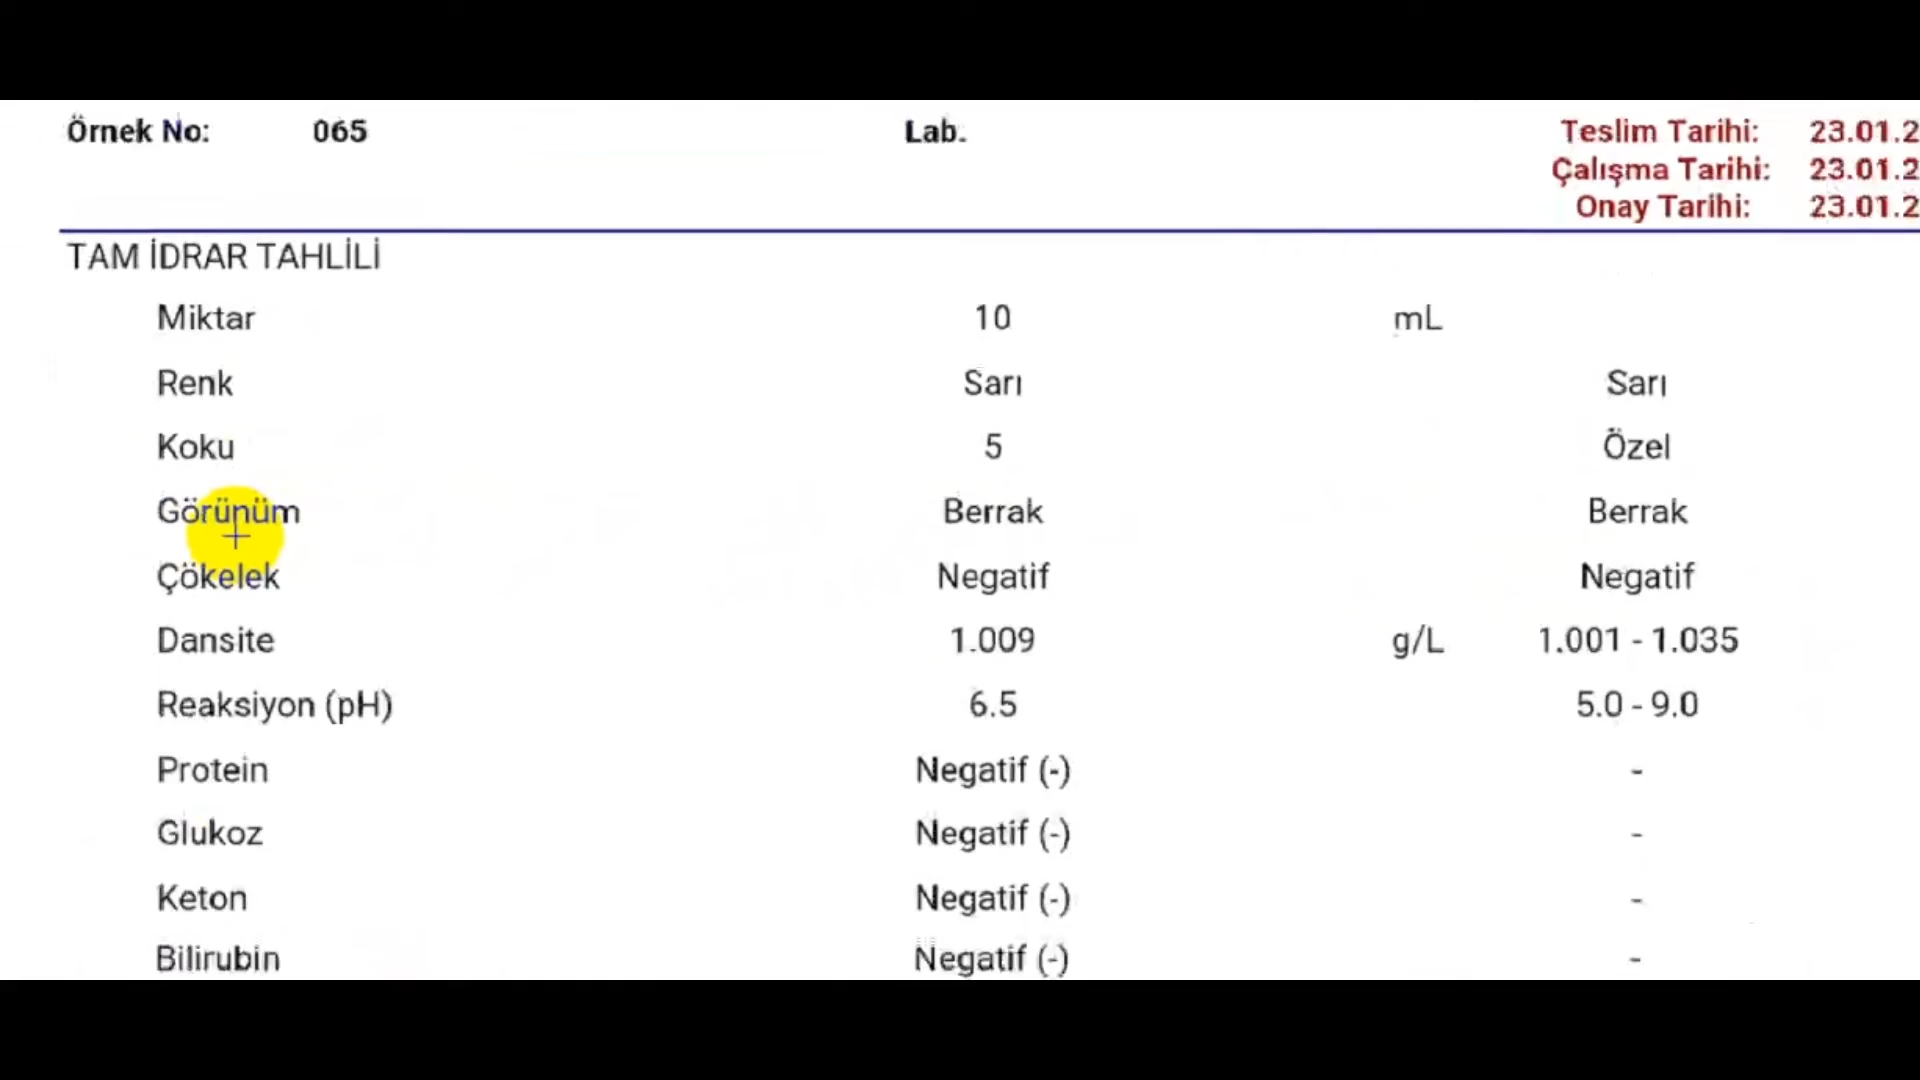 Örnek No: 065 Lab. Teslim Tarihi: 23.01.2
Çalışma Tarihi: 23.01.2
Onay Tarihi: 23.01.2
TAM İDRAR TAHLİLİ
Miktar 10 mL
Renk Sarı Sarı
Koku 5 Özel
Görünüm Berrak Berrak
Çökelek Negatif Negatif
Dansite 1.009 g/L 1.001 - 1.035
Reaksiyon (pH) 6.5 5.0 - 9.0
Protein Negatif (-) -
Glukoz Negatif (-) -
Keton Negatif (-) -
Bilirubin Negatif (-) -